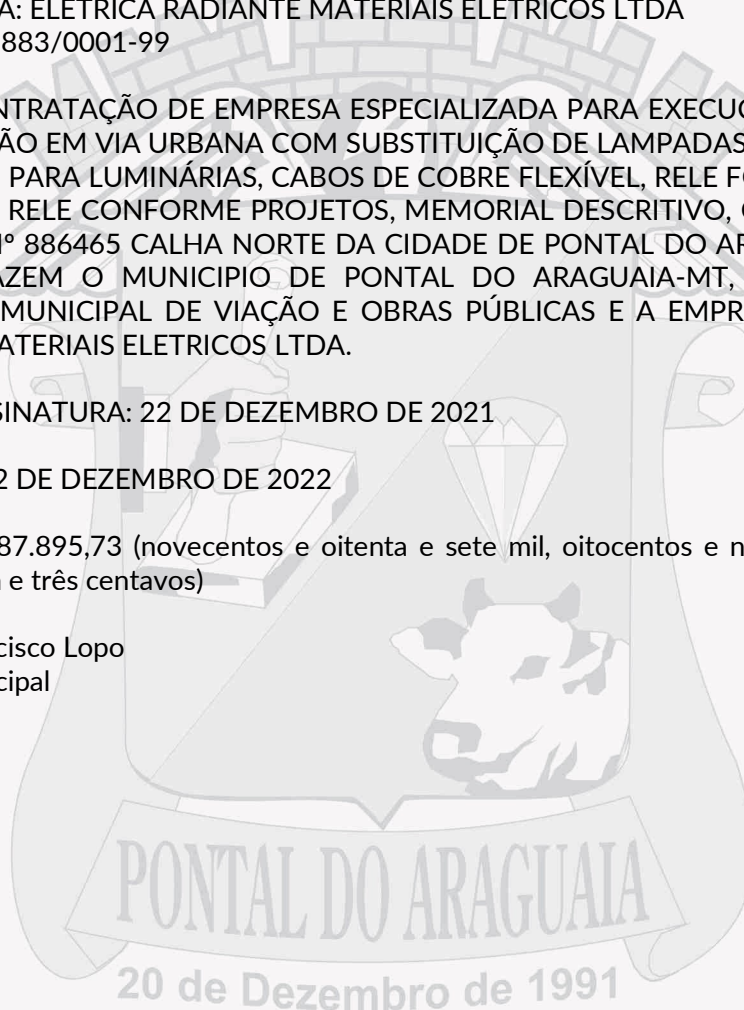 A: ELETRICA RADIANTE MATERIAIS ELETRICOS LTDA
883/0001-99
NTRATAÇÃO DE EMPRESA ESPECIALIZADA PARA EXECUÇ
ÃO EM VIA URBANA COM SUBSTITUIÇÃO DE LAMPADAS
PARA LUMINÁRIAS, CABOS DE COBRE FLEXÍVEL, RELE FO
RELE CONFORME PROJETOS, MEMORIAL DESCRITIVO,
Nº 886465 CALHA NORTE DA CIDADE DE PONTAL DO AR
AZEM O MUNICIPIO DE PONTAL DO ARAGUAIA-MT,
MUNICIPAL DE VIAÇÃO E OBRAS PÚBLICAS E A EMPR
MATERIAIS ELETRICOS LTDA.
SINATURA: 22 DE DEZEMBRO DE 2021
2 DE DEZEMBRO DE 2022
87.895,73 (novecentos e oitenta e sete mil, oitocentos e n
e três centavos)
cisco Lopo
cipal
PONTAL DO ARAGUAIA
20 de Dezembro de 1991